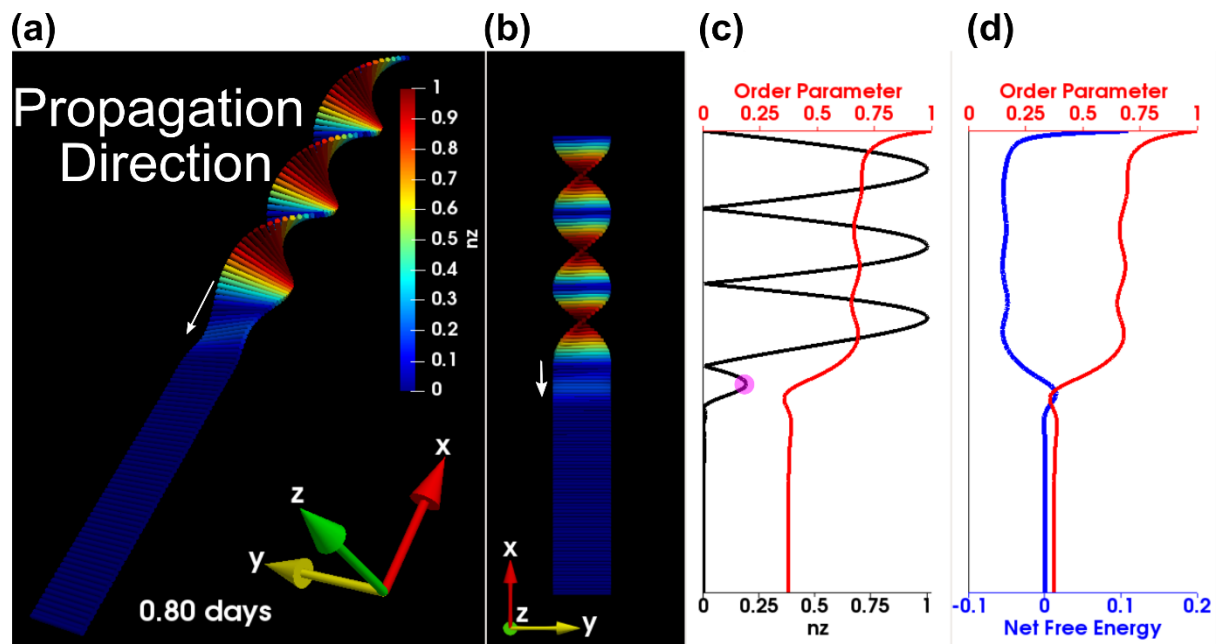 (a)
(b)
(c)
(d)
Propagation
Direction
1
0.9
0.8
0.7
0.6
0.5
0.4
0.3
0.2
0.1
0
nz
x
z
y
0.80 days
x
z
y
Order Parameter
0 0.25 0.5 0.75 1
0 0.25 0.5 0.75 1
nz
Order Parameter
0 0.25 0.5 0.75 1
-0.1 0 0.1 0.2
Net Free Energy